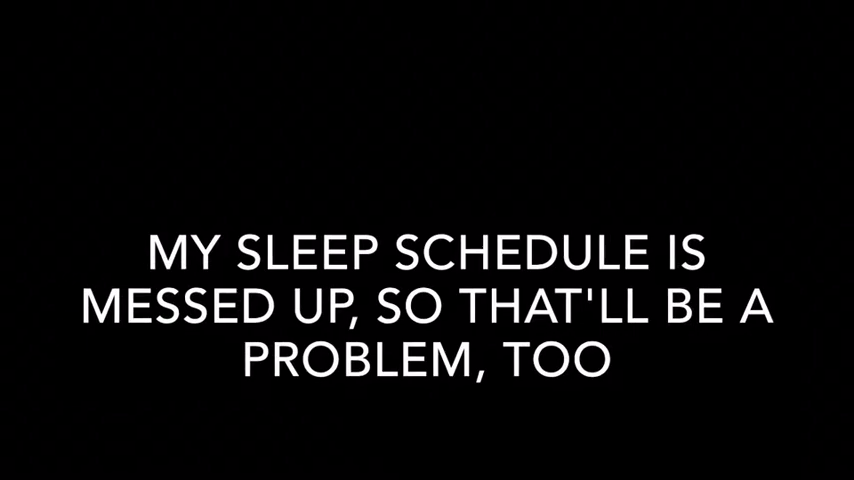 MY SLEEP SCHEDULE IS
MESSED UP, SO THAT'LL BE A
PROBLEM, TOO